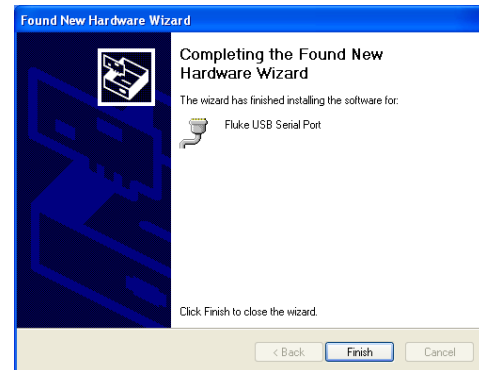 Found New Hardware Wizard
Completing the Found New
Hardware Wizard
The wizard has finished installing the software for:
Fluke USB Serial Port
Click Finish to close the wizard.
< Back
Finish
Cancel